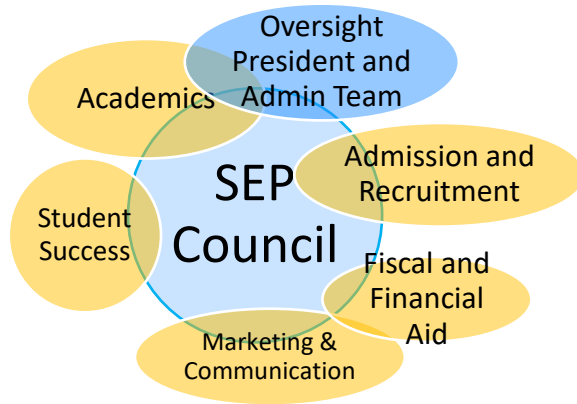 Oversight
President and
Admin Team
Academics
Admission and
Recruitment
SEP
Council
Student
Success
Fiscal and
Financial
Aid
Marketing &
Communication